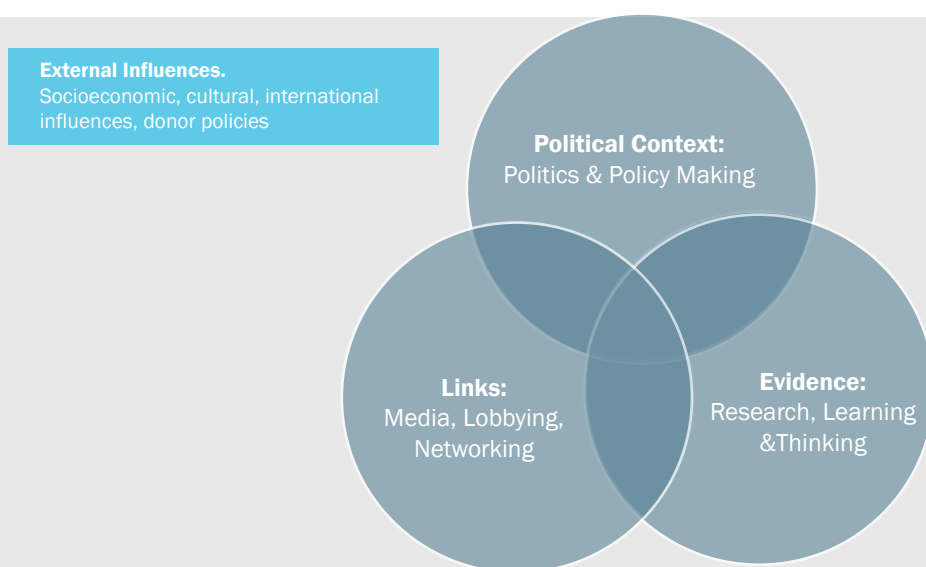 External Influences.
Socioeconomic, cultural, international
influences, donor policies
Political Context:
Politics & Policy Making
Links:
Media, Lobbying,
Networking
Evidence:
Research, Learning
&Thinking